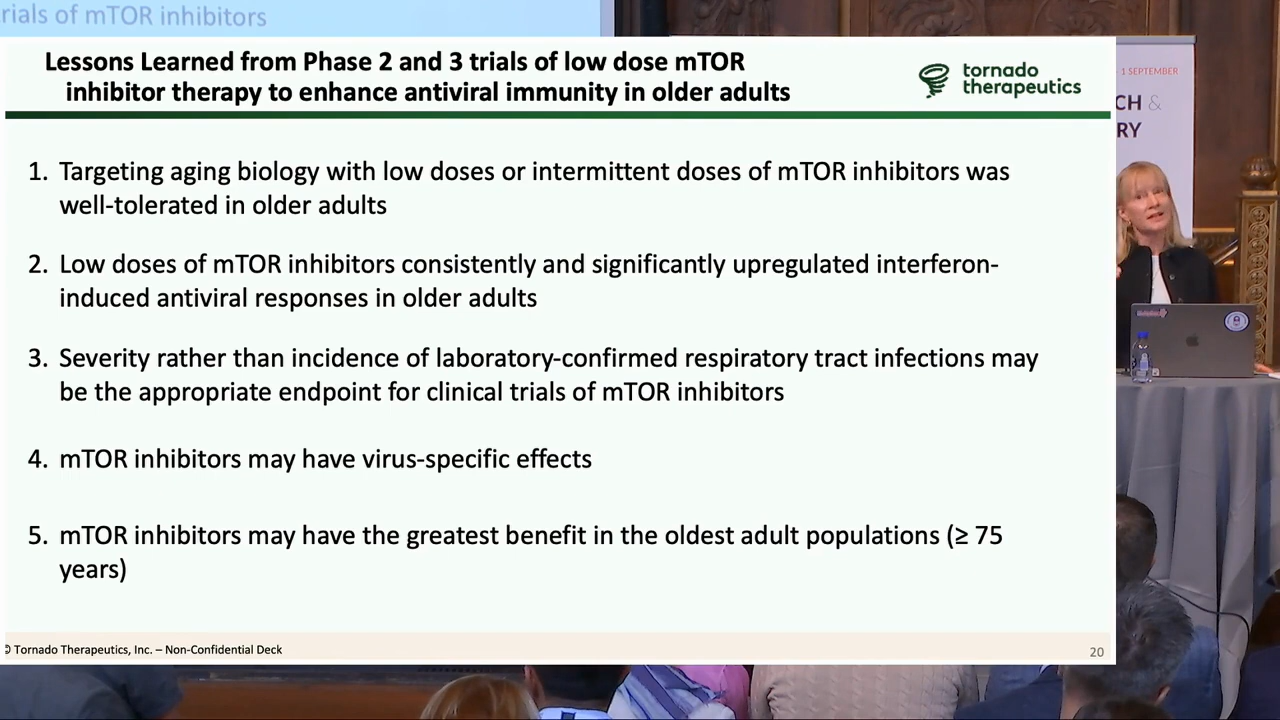 rials of mTOR inhibitors
Lessons Learned from Phase 2 and 3 trials of low dose mTOR
inhibitor therapy to enhance antiviral immunity in older adults
tornado
therapeutics
1 SEPTEMBER
CH &
RY
1. Targeting aging biology with low doses or intermittent doses of mTOR inhibitors was
well-tolerated in older adults
2. Low doses of mTOR inhibitors consistently and significantly upregulated interferon-
induced antiviral responses in older adults
3. Severity rather than incidence of laboratory-confirmed respiratory tract infections may
be the appropriate endpoint for clinical trials of mTOR inhibitors
4. mTOR inhibitors may have virus-specific effects
5. mTOR inhibitors may have the greatest benefit in the oldest adult populations (≥ 75
years)
© Tornado Therapeutics, Inc. – Non-Confidential Deck
20